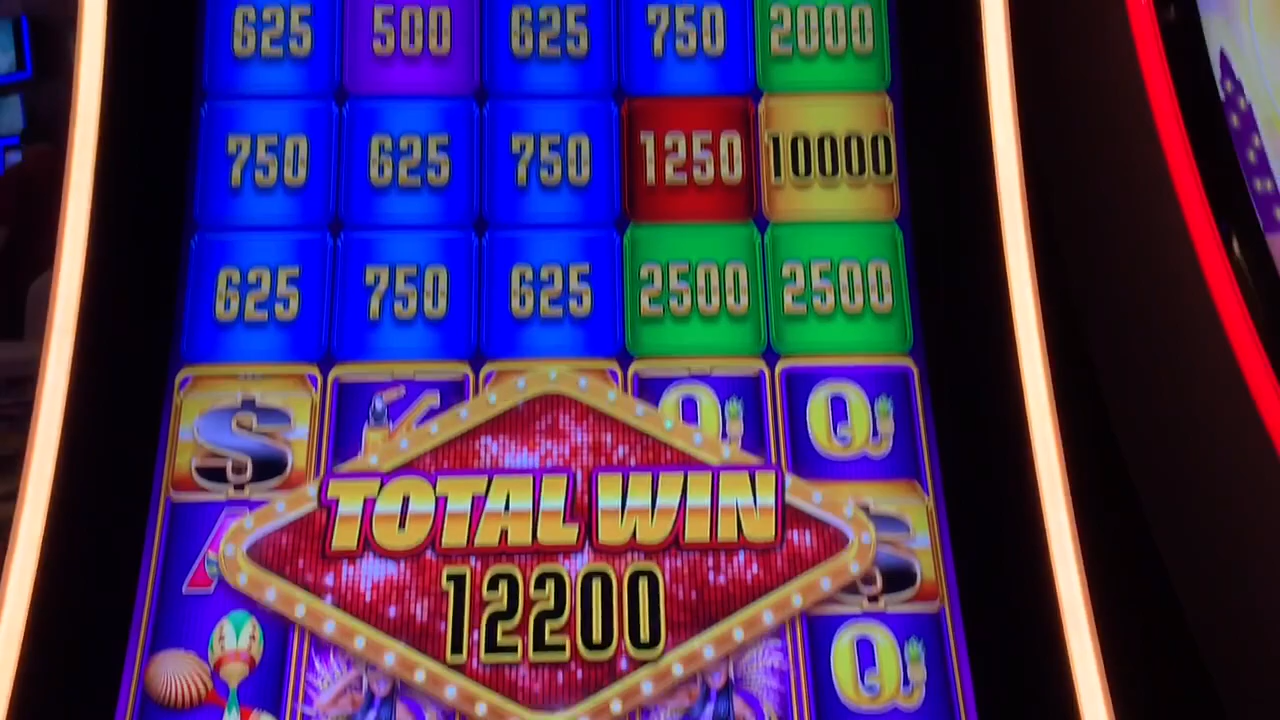 625 500 625 750 2000
750 625 750 1250 10000
625 750 625 2500 2500
S Q Q
TOTAL WIN
S
12200
Q